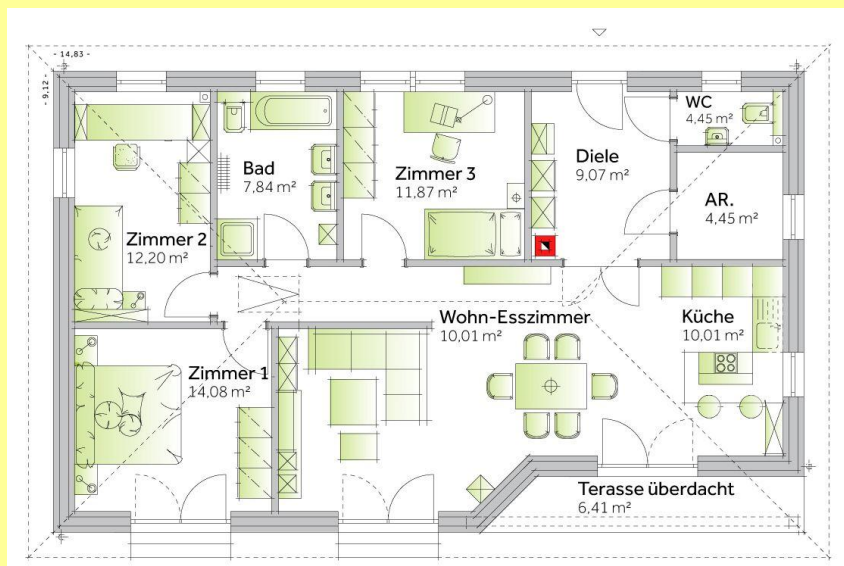 - 14,83 -
- 9,12 -
WC
4,45 m²
Bad
7,84 m²
Zimmer 3
11,87 m²
Diele
9,07 m²
AR.
4,45 m²
Zimmer 2
12,20 m²
Wohn-Esszimmer
10,01 m²
Küche
10,01 m²
Zimmer 1
14,08 m²
Terasse überdacht
6,41 m²